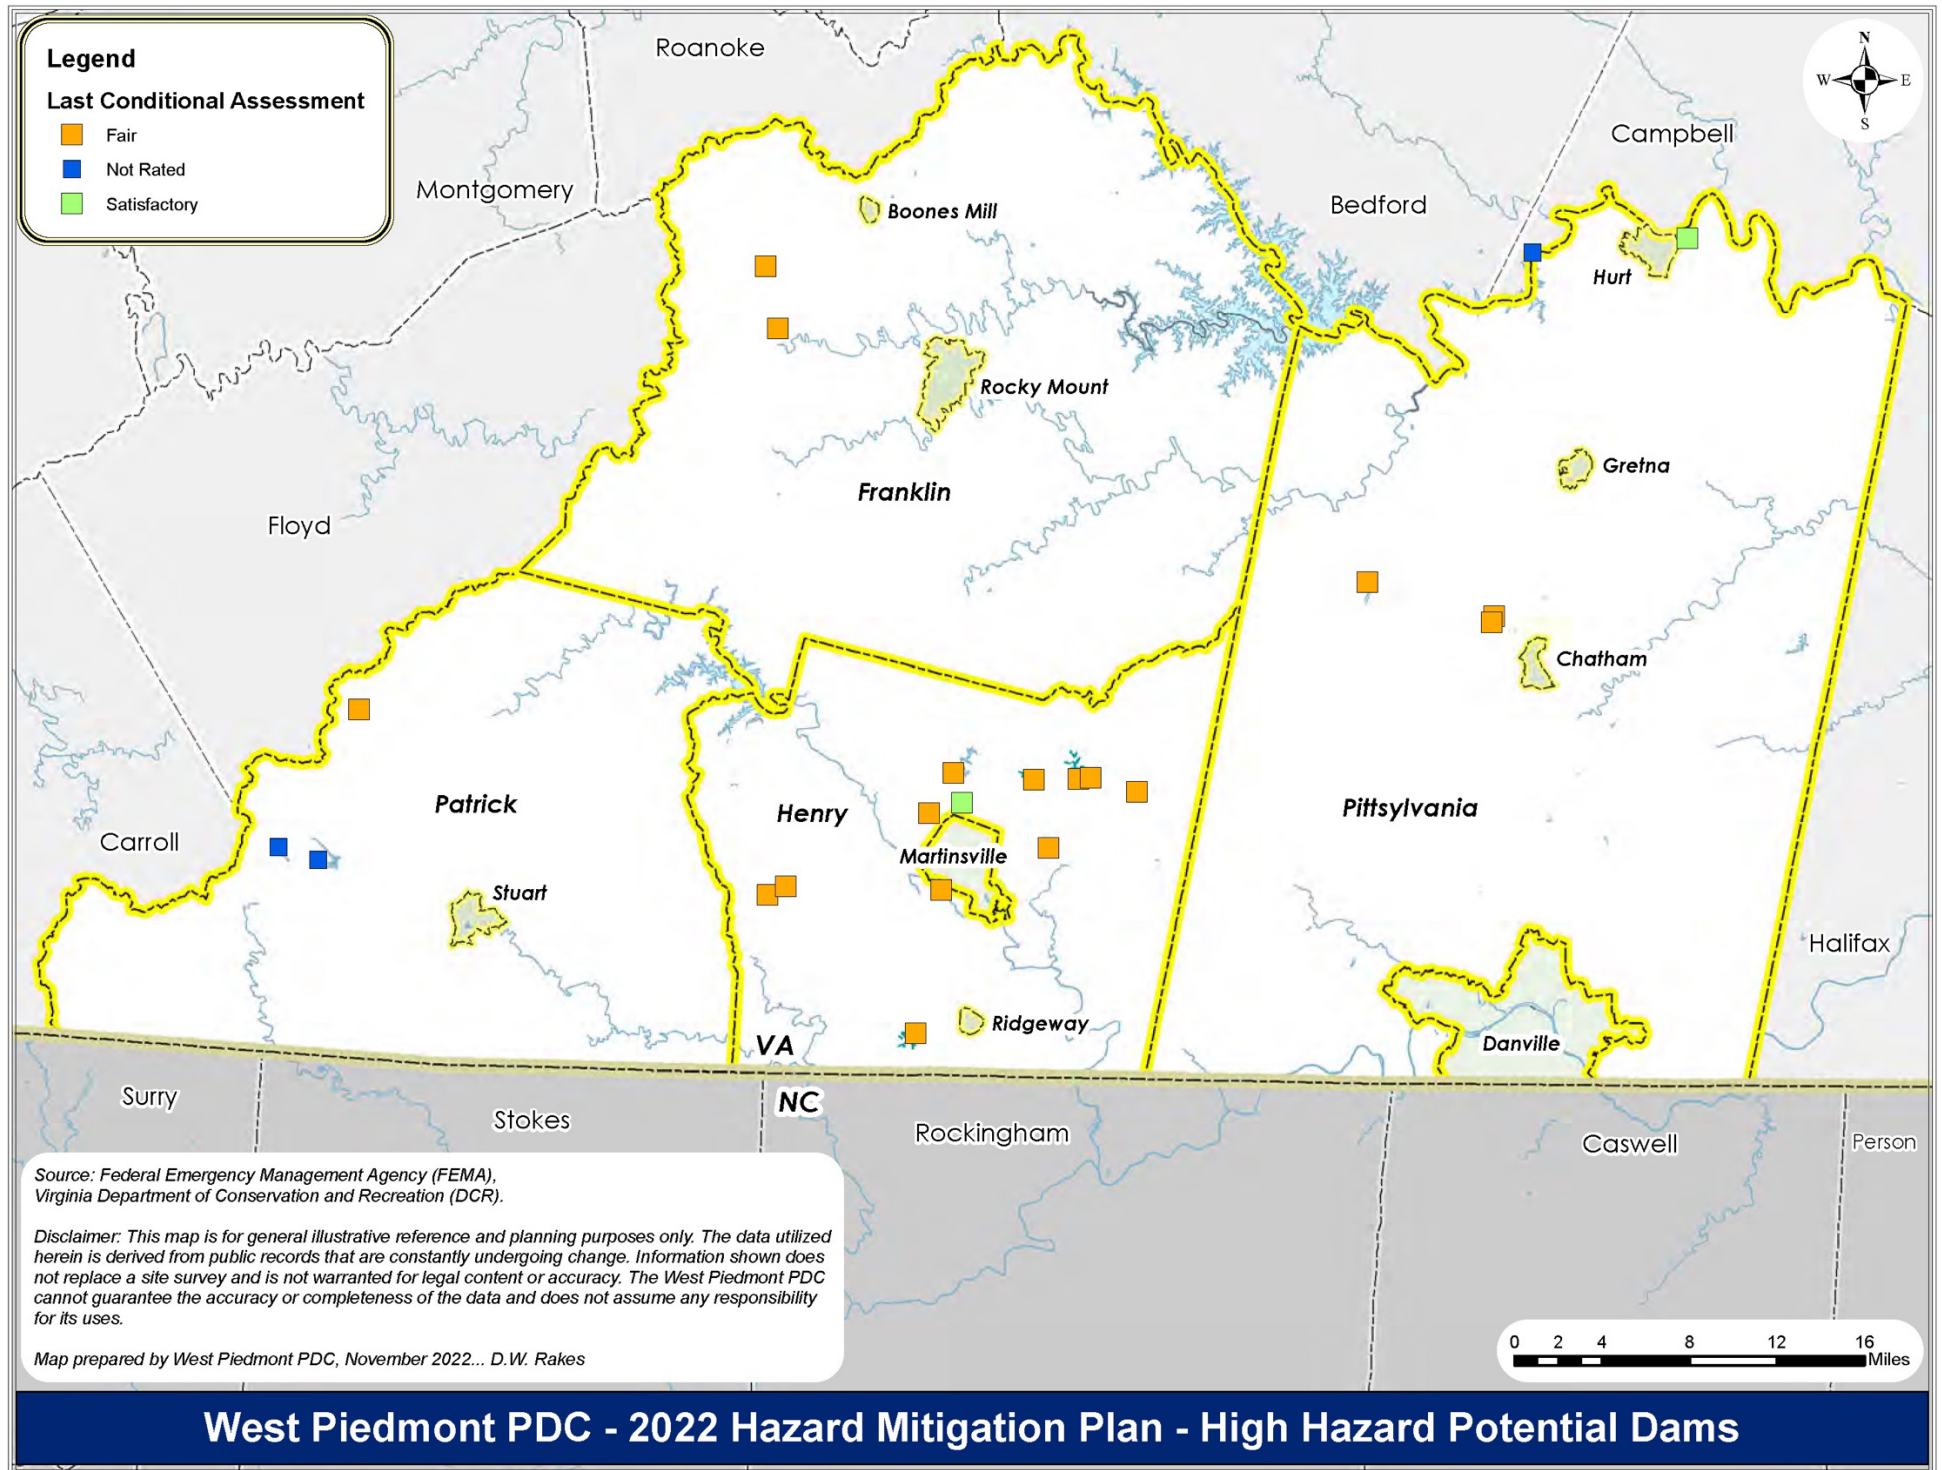 Legend
Last Conditional Assessment
Fair
Not Rated
Satisfactory
N
W E
S
Roanoke
Montgomery
Campbell
Bedford
Boones Mill
Hurt
Rocky Mount
Gretna
Franklin
Floyd
Chatham
Patrick
Henry
Pittsylvania
Carroll
Martinsville
Stuart
Halifax
Ridgeway
VA
Danville
NC
Surry
Stokes
Rockingham
Caswell
Person
Source: Federal Emergency Management Agency (FEMA),
Virginia Department of Conservation and Recreation (DCR).
Disclaimer: This map is for general illustrative reference and planning purposes only. The data utilized
herein is derived from public records that are constantly undergoing change. Information shown does
not replace a site survey and is not warranted for legal content or accuracy. The West Piedmont PDC
cannot guarantee the accuracy or completeness of the data and does not assume any responsibility
for its uses.
Map prepared by West Piedmont PDC, November 2022... D.W. Rakes
0 2 4 8 12 16
Miles
West Piedmont PDC - 2022 Hazard Mitigation Plan - High Hazard Potential Dams